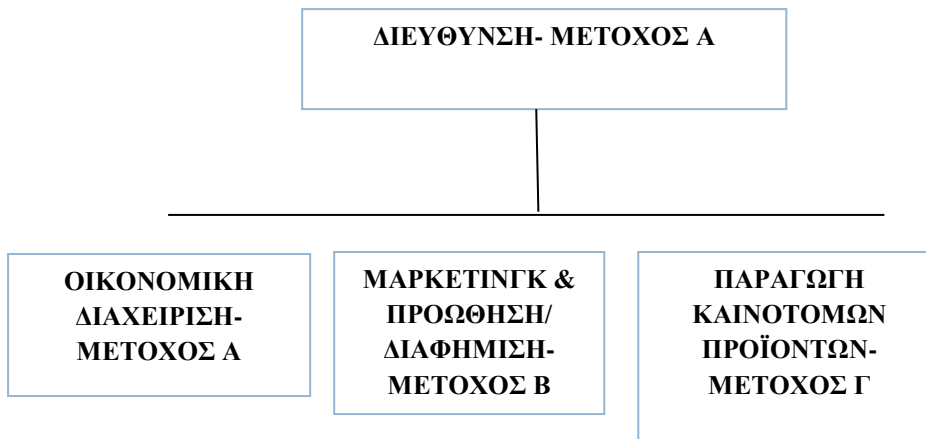 ΔΙΕΥΘΥΝΣΗ- ΜΕΤΟΧΟΣ Α
ΟΙΚΟΝΟΜΙΚΗ
ΔΙΑΧΕΙΡΙΣΗ-
ΜΕΤΟΧΟΣ Α
ΜΑΡΚΕΤΙΝΓΚ &
ΠΡΟΩΘΗΣΗ/
ΔΙΑΦΗΜΙΣΗ-
ΜΕΤΟΧΟΣ Β
ΠΑΡΑΓΩΓΗ
ΚΑΙΝΟΤΟΜΩΝ
ΠΡΟΪΟΝΤΩΝ-
ΜΕΤΟΧΟΣ Γ